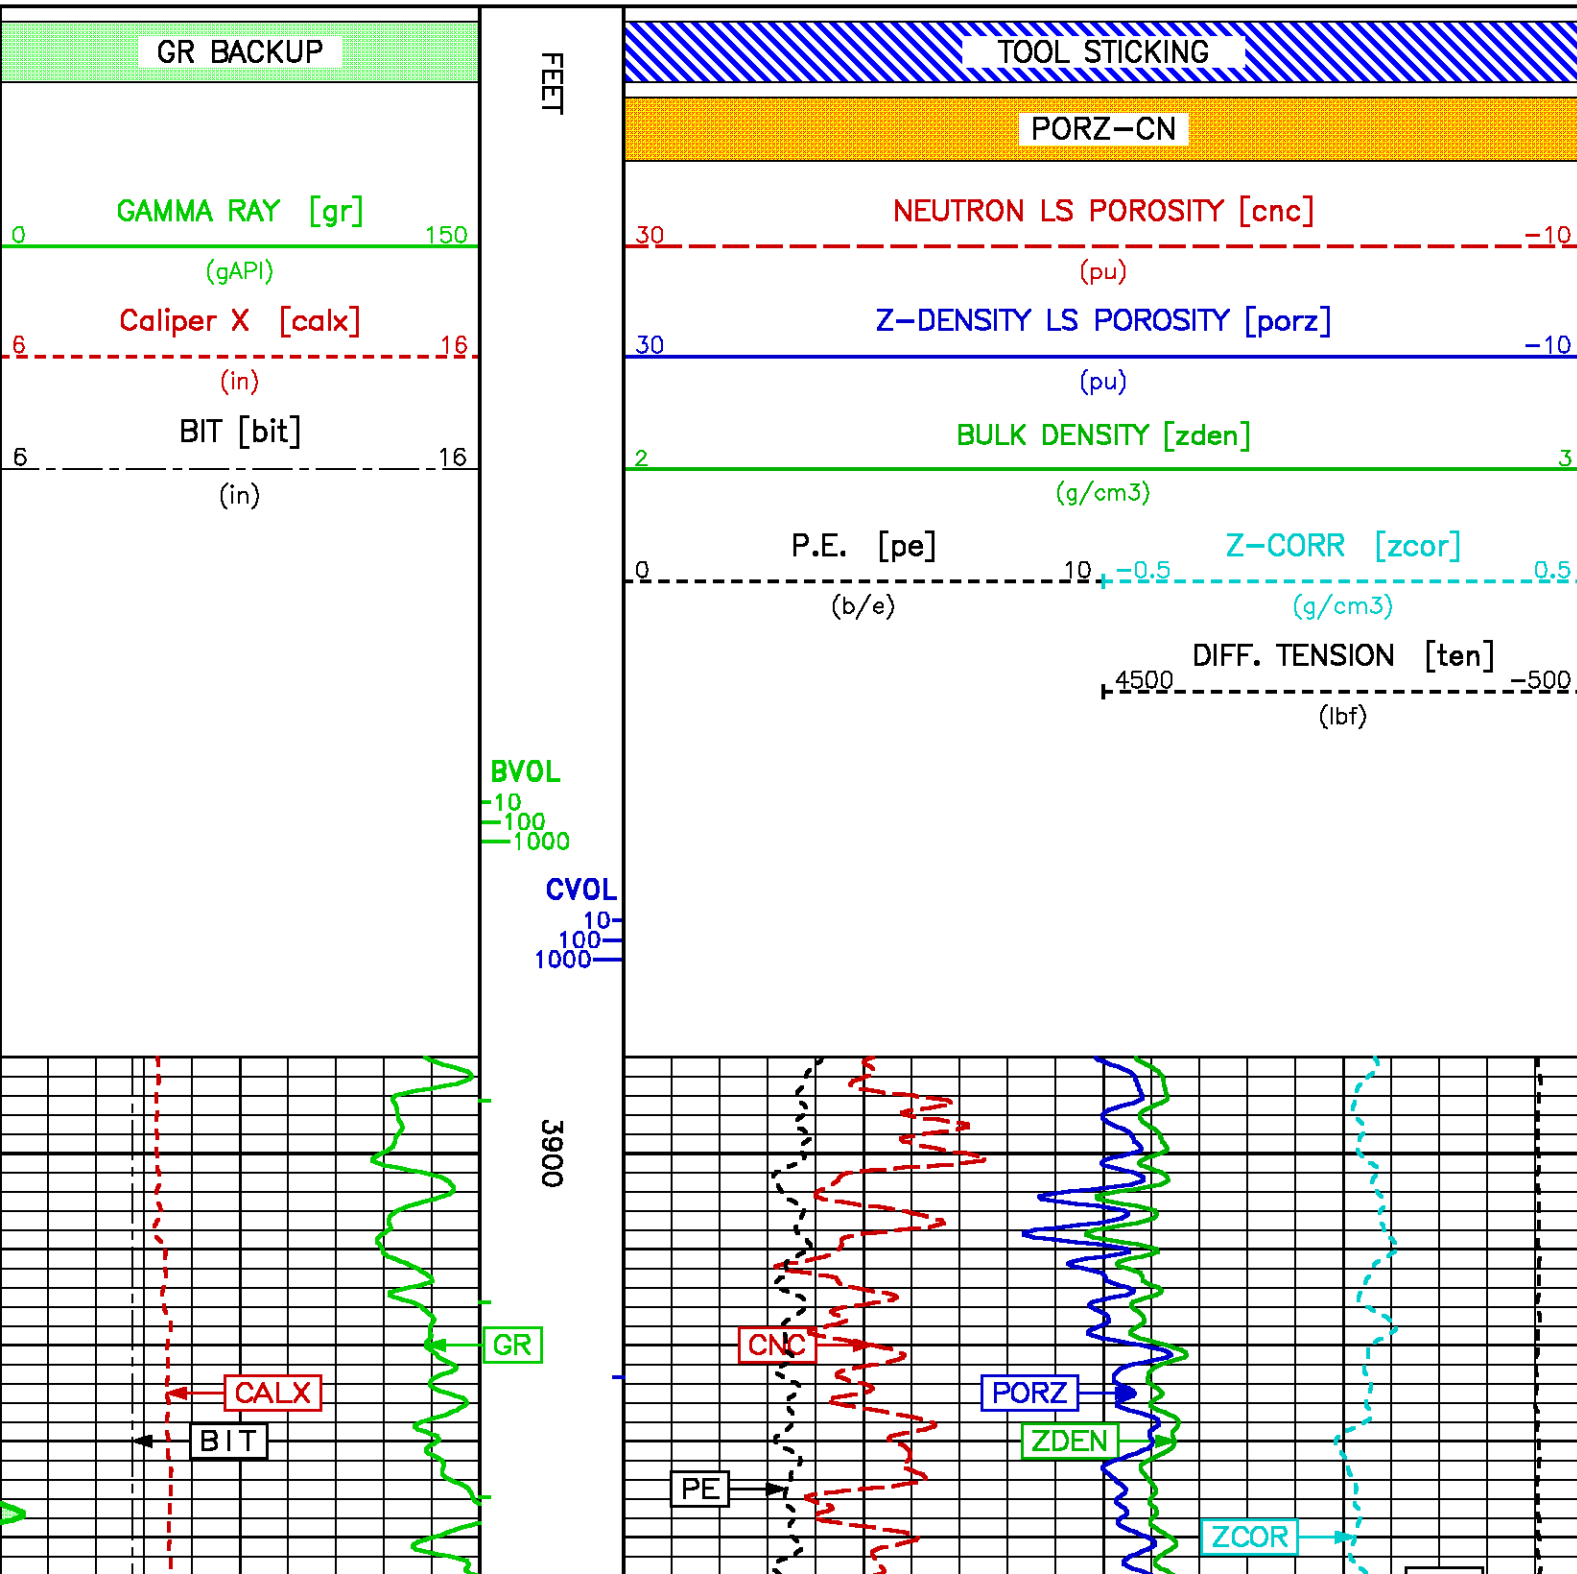 GR BACKUP
FEET
TOOL STICKING
PORZ-CN
GAMMA RAY [gr]
0 150
(gAPI)
Caliper X [calx]
6 16
(in)
BIT [bit]
6 16
(in)
NEUTRON LS POROSITY [cnc]
30 -10
(pu)
Z-DENSITY LS POROSITY [porz]
30 -10
(pu)
BULK DENSITY [zden]
2 3
(g/cm3)
P.E. [pe]
0 10
(b/e)
Z-CORR [zcor]
-0.5 0.5
(g/cm3)
DIFF. TENSION [ten]
4500 -500
(lbf)
BVOL
10
100
1000
CVOL
10
100
1000
3900
GR
CNC
CALX
PORZ
BIT
ZDEN
PE
ZCOR